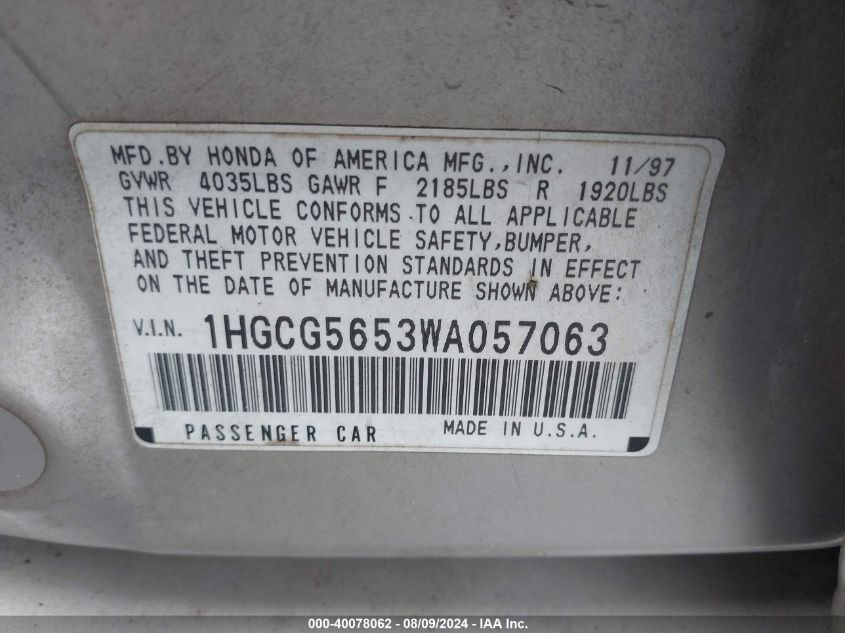 MFD.BY HONDA OF AMERICA MFG.,INC. 11/97
GVWR 4035LBS GAWR F 2185LBS R 1920LBS
THIS VEHICLE CONFORMS TO ALL APPLICABLE
FEDERAL MOTOR VEHICLE SAFETY,BUMPER,
AND THEFT PREVENTION STANDARDS IN EFFECT
ON THE DATE OF MANUFACTURE SHOWN ABOVE:
V.I.N. 1HGCG5653WA057063
PASSENGER CAR MADE IN U.S.A.
000-40078062 - 08/09/2024 - IAA Inc.